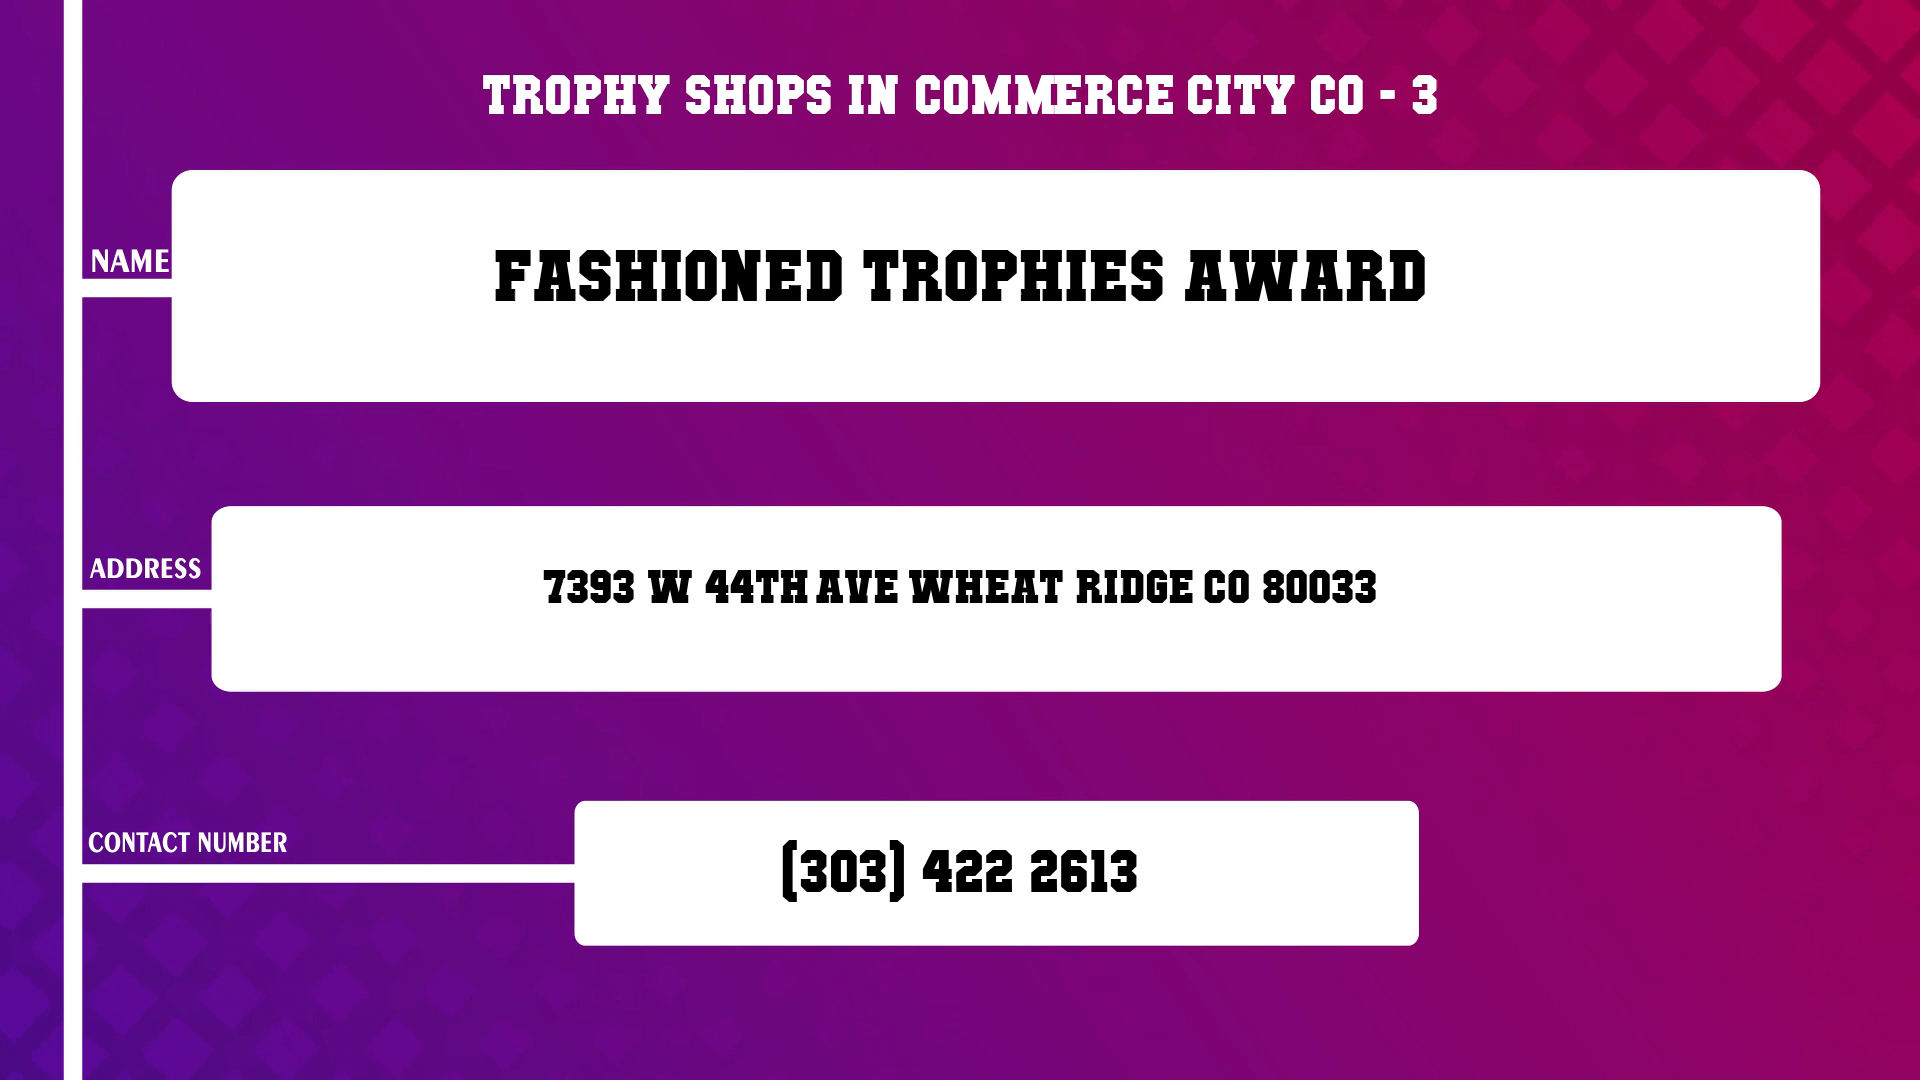 TROPHY SHOPS IN COMMERCE CITY CO - 3
NAME
FASHIONED TROPHIES AWARD
ADDRESS
7393 W 44TH AVE WHEAT RIDGE CO 80033
CONTACT NUMBER
(303) 422 2613